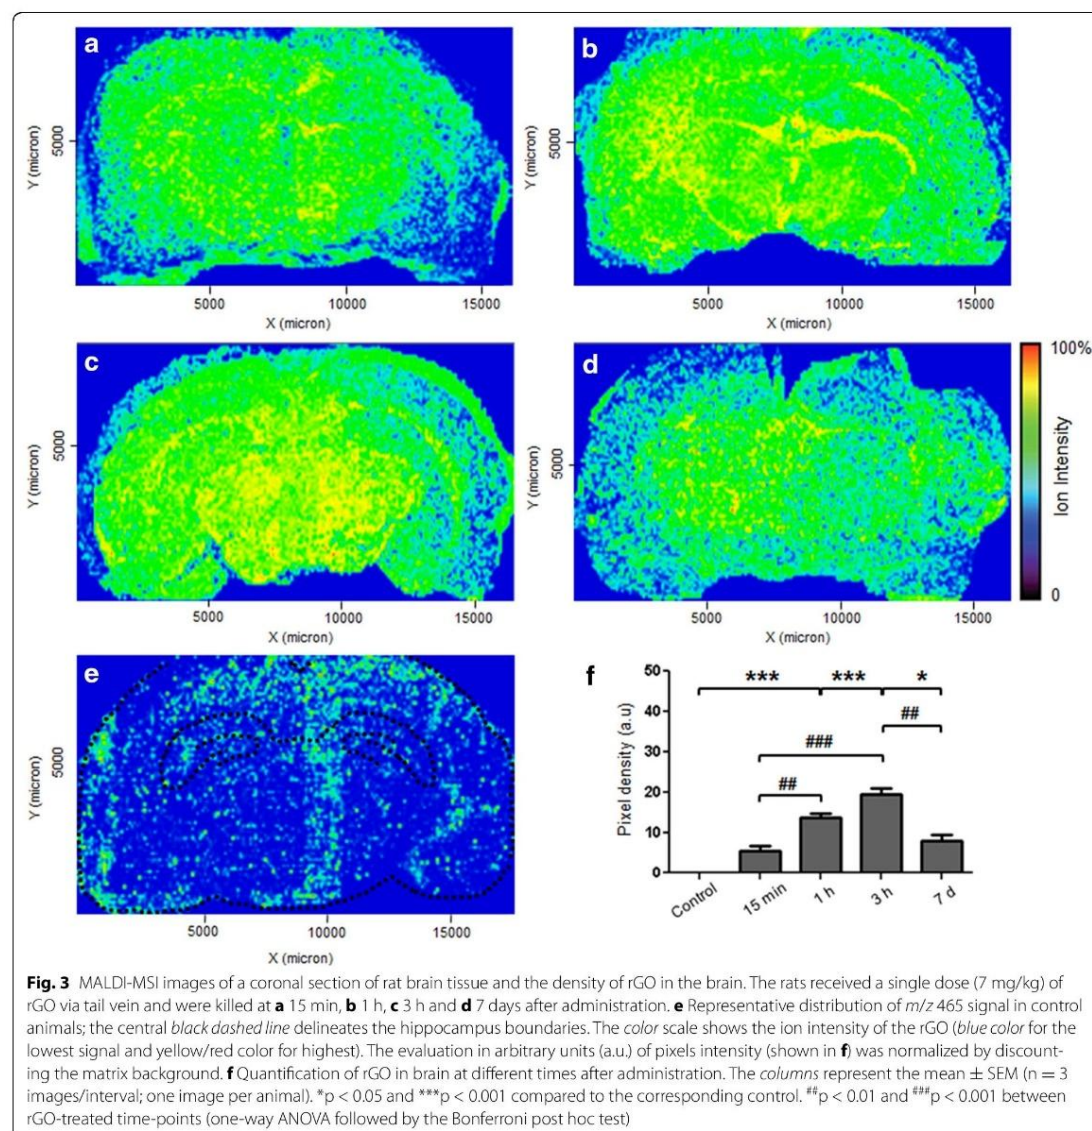 a
5000
Y (micron)
5000
10000
15000
X (micron)
b
5000
Y (micron)
5000
10000
15000
X (micron)
c
5000
Y (micron)
5000
10000
15000
X (micron)
d
5000
Y (micron)
5000
10000
15000
X (micron)
100%
Ion Intensity
0
e
5000
Y (micron)
5000
10000
15000
X (micron)
f
50
40
30
20
10
0
Pixel density (a.u)
***
***
*
##
###
##
Control
15 min
1 h
3 h
7 d
Fig. 3 MALDI-MSI images of a coronal section of rat brain tissue and the density of rGO in the brain. The rats received a single dose (7 mg/kg) of
rGO via tail vein and were killed at a 15 min, b 1 h, c 3 h and d 7 days after administration. e Representative distribution of m/z 465 signal in control
animals; the central black dashed line delineates the hippocampus boundaries. The color scale shows the ion intensity of the rGO (blue color for the
lowest signal and yellow/red color for highest). The evaluation in arbitrary units (a.u.) of pixels intensity (shown in f) was normalized by discount-
ing the matrix background. f Quantification of rGO in brain at different times after administration. The columns represent the mean ± SEM (n = 3
images/interval; one image per animal). *p < 0.05 and ***p < 0.001 compared to the corresponding control. ##p < 0.01 and ###p < 0.001 between
rGO-treated time-points (one-way ANOVA followed by the Bonferroni post hoc test)